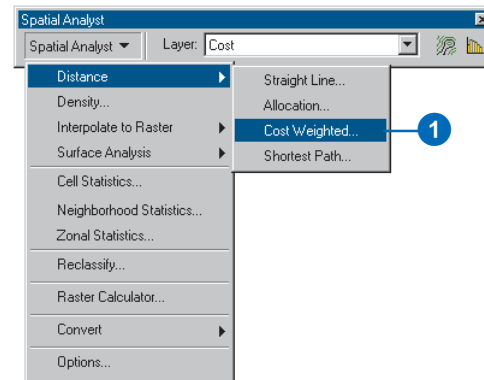 Spatial Analyst
Spatial Analyst Layer: Cost
Distance
Density...
Interpolate to Raster
Surface Analysis
Cell Statistics...
Neighborhood Statistics...
Zonal Statistics...
Reclassify...
Raster Calculator...
Convert
Options...
Straight Line...
Allocation...
Cost Weighted...
Shortest Path...
1